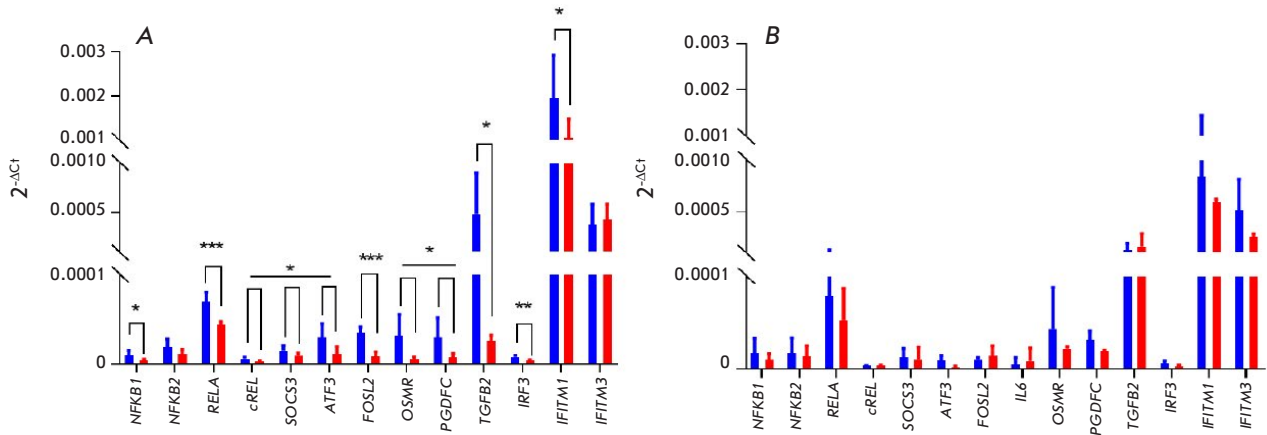 A
2-ΔCt
0.003
0.002
0.001
0.0010
0.0005
0.0001
0
*
***
*
***
*
*
**
*
NFKB1
NFKB2
RELA
cREL
SOCS3
ATF3
FOSL2
OSMR
PGDFC
TGFB2
IRF3
IFITM1
IFITM3
B
2-ΔCt
0.003
0.002
0.001
0.0010
0.0005
0.0001
0
NFKB1
NFKB2
RELA
cREL
SOCS3
ATF3
FOSL2
IL6
OSMR
PGDFC
TGFB2
IRF3
IFITM1
IFITM3